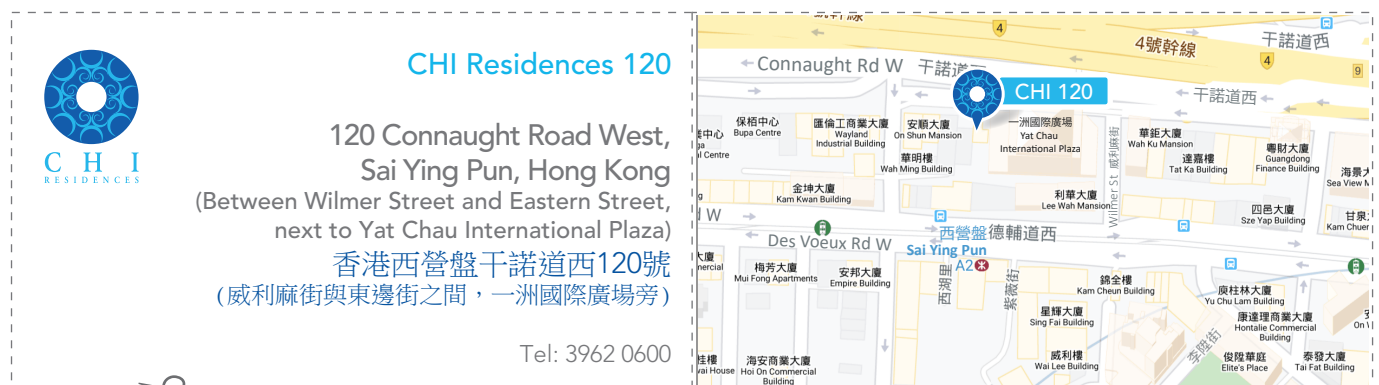 CHI Residences 120
120 Connaught Road West,
Sai Ying Pun, Hong Kong
(Between Wilmer Street and Eastern Street,
next to Yat Chau International Plaza)
香港西營盤干諾道西120號
(威利麻街與東邊街之間，一洲國際廣場旁)
Tel: 3962 0600
CHI
RESIDENCES
4
4號幹線
干諾道西
4
9
Connaught Rd W
CHI 120
干諾道西
保栢中心
Bupa Centre
匯倫工商業大廈
Wayland
Industrial Building
安順大廈
On Shun Mansion
一洲國際廣場
Yat Chau
International Plaza
威利麻街
Wilmer St
華鉅大廈
Wah Ku Mansion
達嘉樓
Tat Ka Building
粵財大廈
Guangdong
Finance Building
Centre
華明樓
Wah Ming Building
金坤大廈
Kam Kwan Building
利華大廈
Lee Wah Mansion
四邑大廈
Sze Yap Building
Kam Chuen
W
Des Voeux Rd W
西營盤
德輔道西
Sai Ying Pun
A2
梅芳大廈
Mui Fong Apartments
安邦大廈
Empire Building
西湖里
紫薇街
錦全樓
Kam Cheun Building
庾柱林大廈
Yu Chu Lam Building
康達理商業大廈
Hontalie Commercial
Building
星輝大廈
Sing Fai Building
李陞街
海安商業大廈
Hoi On Commercial
Building
威利樓
Wai Lee Building
俊陞華庭
Elite's Place
泰發大廈
Tai Fat Building